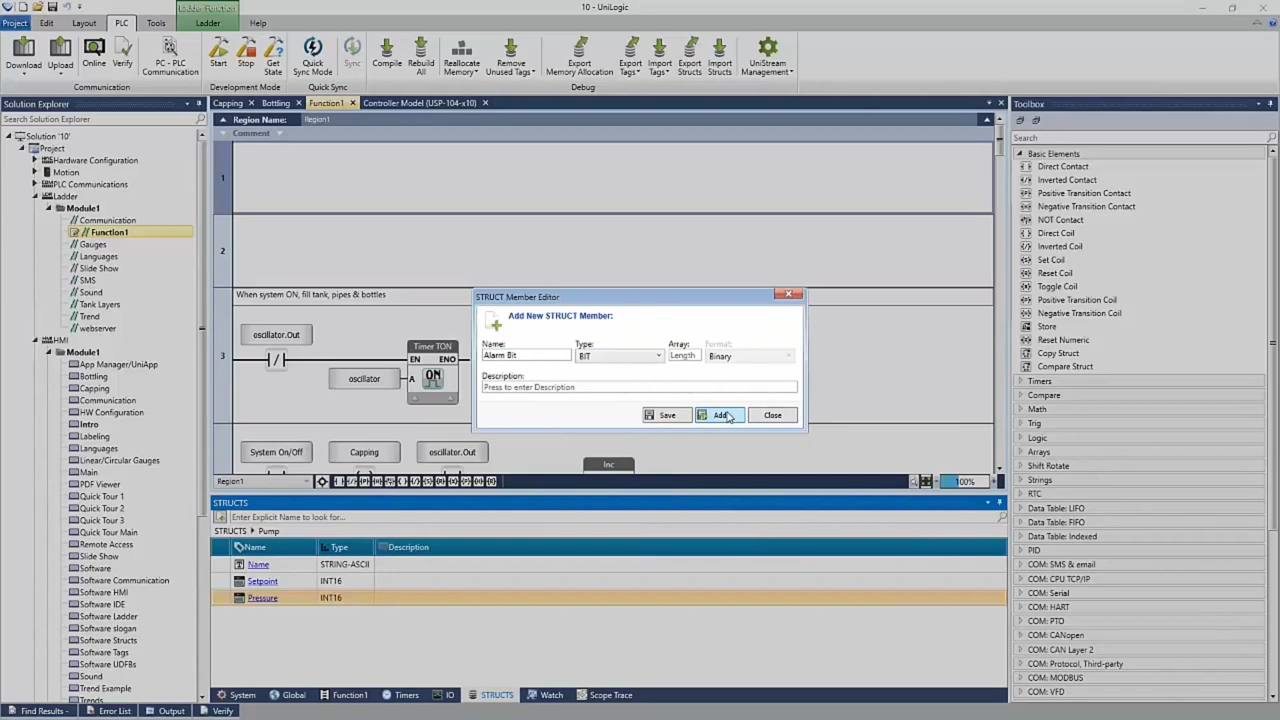 Ladder Function
10 - UniLogic
Project
Edit
Layout
PLC
Tools
Ladder
Help
Download
Upload
Online
Verify
PC - PLC
Communication
Start
Stop
Get
State
Quick
Sync Mode
Sync
Compile
Rebuild
All
Reallocate
Memory
Remove
Unused Tags
Export
Memory Allocation
Export
Tags
Import
Tags
Export
Structs
Import
Structs
UniStream
Management
Communication
Development Mode
Quick Sync
Debug
Solution Explorer
Search Solution Explorer
Solution '10'
Project
Hardware Configuration
Motion
PLC Communications
Ladder
Module1
Communication
Function1
Gauges
Languages
Slide Show
SMS
Sound
Tank Layers
Trend
webserver
HMI
Module1
App Manager/UniApp
Bottling
Capping
Communication
HW Configuration
Intro
Labeling
Languages
Linear/Circular Gauges
Main
PDF Viewer
Quick Tour 1
Quick Tour 2
Quick Tour 3
Quick Tour Main
Remote Access
Slide Show
Software
Software Communication
Software HMI
Software IDE
Software Ladder
Software slogan
Software Structs
Software Tags
Software UDFBs
Sound
Trend Example
Trends
Capping
Bottling
Function1
Controller Model (USP-104-x10)
Region Name:
Region1
Comment
1
2
When system ON, fill tank, pipes & bottles
3
oscillator.Out
Timer TON
EN ENO
oscillator
A
ON
System On/Off
Capping
oscillator.Out
Inc
Region1
100%
STRUCT Member Editor
Add New STRUCT Member:
Name:
Type:
Array:
Format:
Alarm Bit
BIT
Length
Binary
Description:
Press to enter Description
Save
Add
Close
STRUCTS
Enter Explicit Name to look for...
STRUCTS
Pump
Name
Type
Description
Name
STRING-ASCII
Setpoint
INT16
Pressure
INT16
System
Global
Function1
Timers
IO
STRUCTS
Watch
Scope Trace
Toolbox
Search
Basic Elements
Direct Contact
Inverted Contact
Positive Transition Contact
Negative Transition Contact
NOT Contact
Direct Coil
Inverted Coil
Set Coil
Reset Coil
Toggle Coil
Positive Transition Coil
Negative Transition Coil
Store
Reset Numeric
Copy Struct
Compare Struct
Timers
Compare
Math
Trig
Logic
Arrays
Shift Rotate
Strings
RTC
Data Table: LIFO
Data Table: FIFO
Data Table: Indexed
PID
COM: SMS & email
COM: CPU TCP/IP
COM: Serial
COM: HART
COM: PTO
COM: CANopen
COM: CAN Layer 2
COM: Protocol, Third-party
COM: MODBUS
COM: VFD
Find Results
Error List
Output
Verify